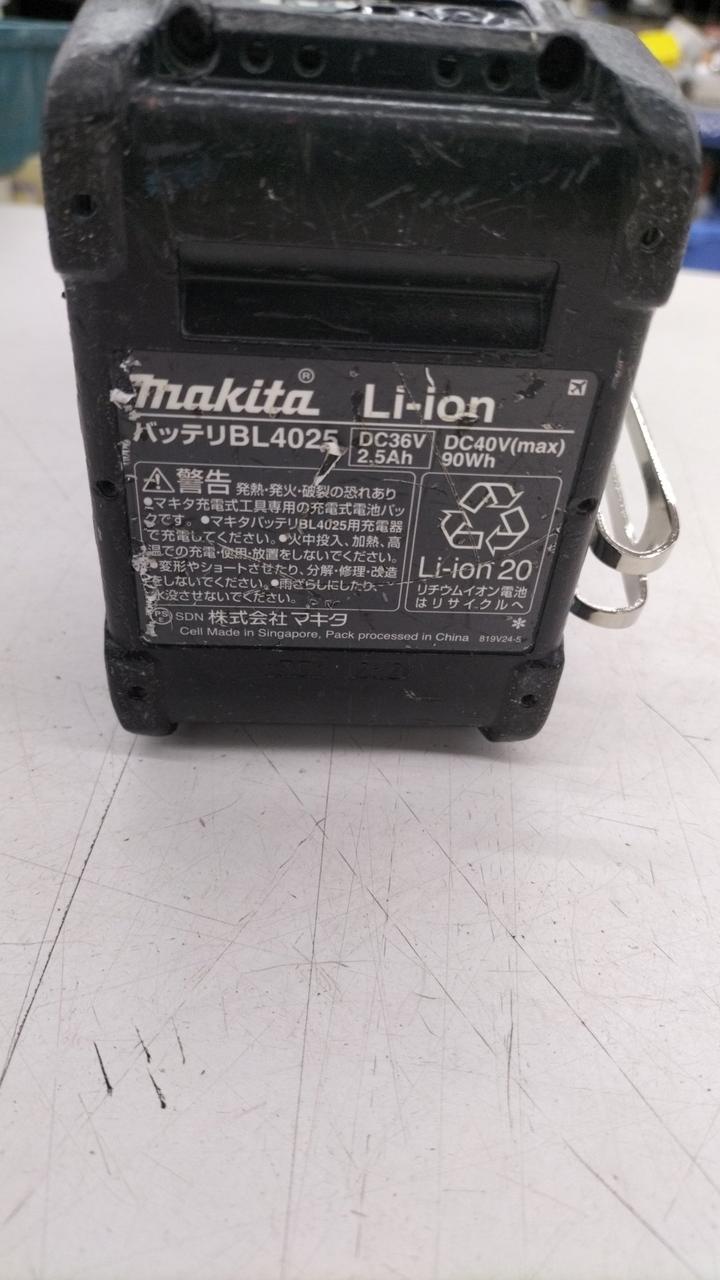 makita® Li-ion
バッテリBL4025 DC36V 2.5Ah DC40V(max) 90Wh
警告 発熱・発火・破裂の恐れあり
●マキタ充電式工具専用の充電式電池パッ
クです。●マキタバッテリBL4025用充電器
で充電してください。●火中投入、加熱、高
温での充電・使用・放置をしないでください。
●変形やショートさせたり、分解・修理・改造
をしないでください。●雨ざらしにしたり、
水没させないでください。
Li-ion 20
リチウムイオン電池
はリサイクルへ
PS E SDN 株式会社 マキタ
*
Cell Made in Singapore, Pack processed in China 819V24-5